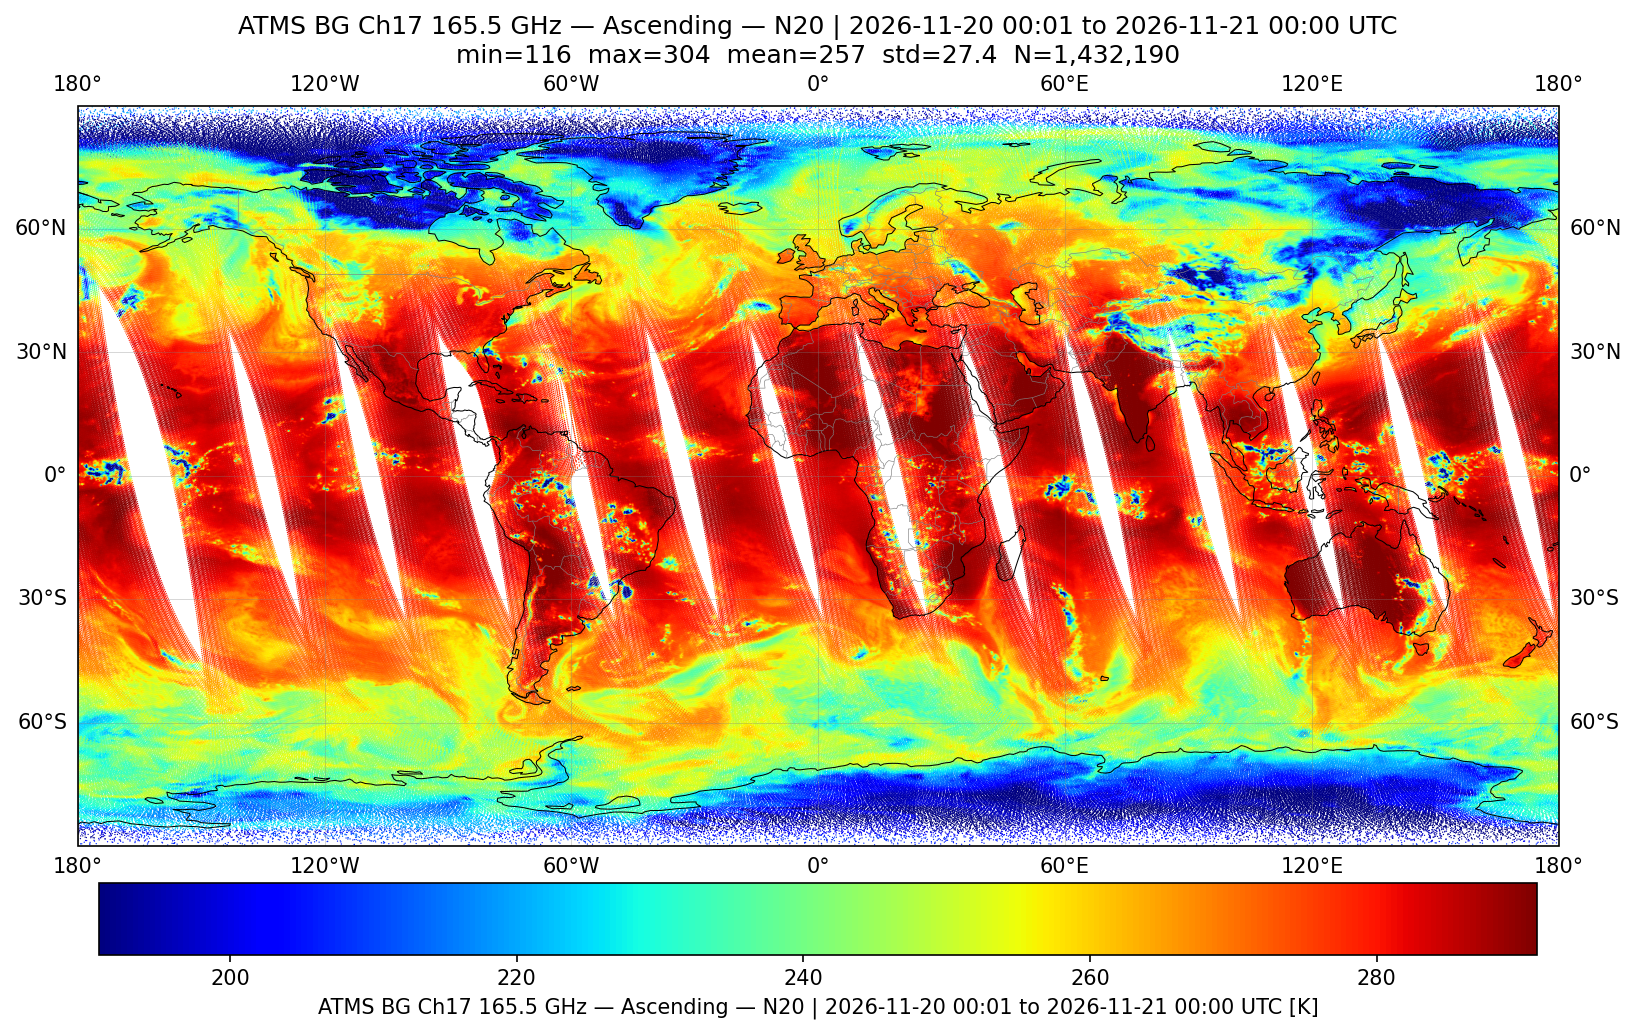 ATMS BG Ch17 165.5 GHz — Ascending — N20 | 2026-11-20 00:01 to 2026-11-21 00:00 UTC
min=116 max=304 mean=257 std=27.4 N=1,432,190
180° 120°W 60°W 0° 60°E 120°E 180°
60°N 60°N
30°N 30°N
0° 0°
30°S 30°S
60°S 60°S
180° 120°W 60°W 0° 60°E 120°E 180°
200 220 240 260 280
ATMS BG Ch17 165.5 GHz — Ascending — N20 | 2026-11-20 00:01 to 2026-11-21 00:00 UTC [K]